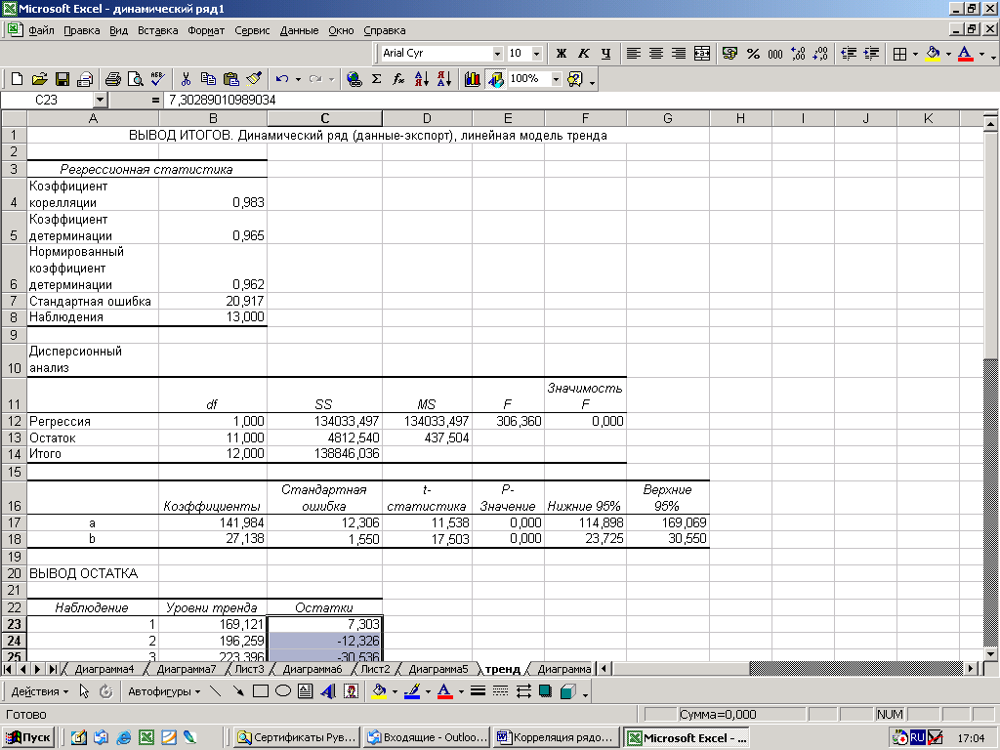 Microsoft Excel - динамический ряд1
Файл Правка Вид Вставка Формат Сервис Данные Окно Справка
Arial Cyr 10 Ж К Ч % 000
100%
C23 = 7,30289010989034
A B C D E F G H I J K
1 ВЫВОД ИТОГОВ. Динамический ряд (данные-экспорт), линейная модель тренда
2
3 Регрессионная статистика
Коэффициент
4 корелляции 0,983
Коэффициент
5 детерминации 0,965
Нормированный
коэффициент
6 детерминации 0,962
7 Стандартная ошибка 20,917
8 Наблюдения 13,000
9
Дисперсионный
10 анализ
Значимость
11 df SS MS F F
12 Регрессия 1,000 134033,497 134033,497 306,360 0,000
13 Остаток 11,000 4812,540 437,504
14 Итого 12,000 138846,036
15
Стандартная t- P- Верхние
16 Коэффициенты ошибка статистика Значение Нижние 95% 95%
17 a 141,984 12,306 11,538 0,000 114,898 169,069
18 b 27,138 1,550 17,503 0,000 23,725 30,550
19
20 ВЫВОД ОСТАТКА
21
22 Наблюдение Уровни тренда Остатки
23 1 169,121 7,303
24 2 196,259 -12,326
25 3 223,396 -30,536
Диаграмма4 Диаграмма7 Лист3 Диаграмма6 Лист2 Диаграмма5 тренд Диаграмма
Действия Автофигуры
Готово Сумма=0,000 NUM
Пуск Сертификаты Рув... Входящие - Outloo... Корреляция рядо... Microsoft Excel - ... RU 17:04